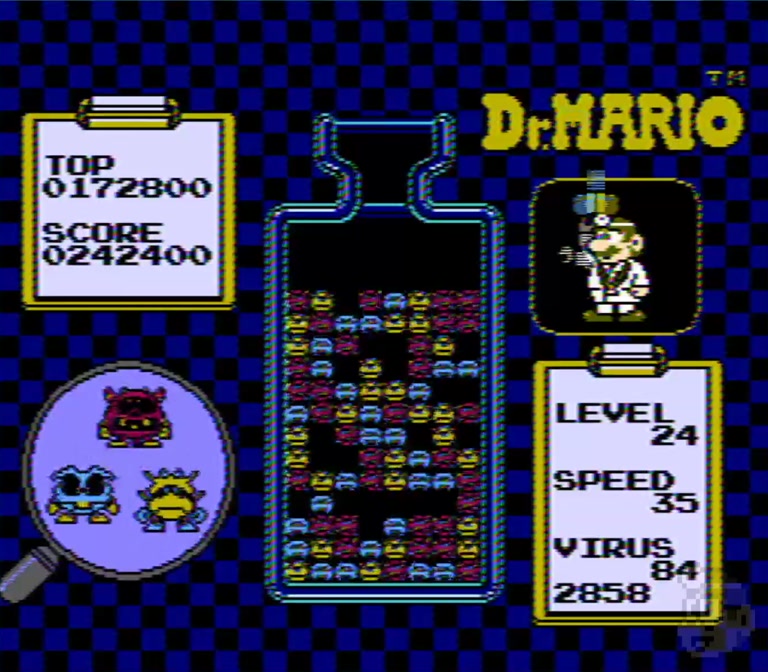 TM
Dr. MARIO
TOP
0172800
SCORE
0242400
LEVEL
24
SPEED
35
VIRUS
84
2858